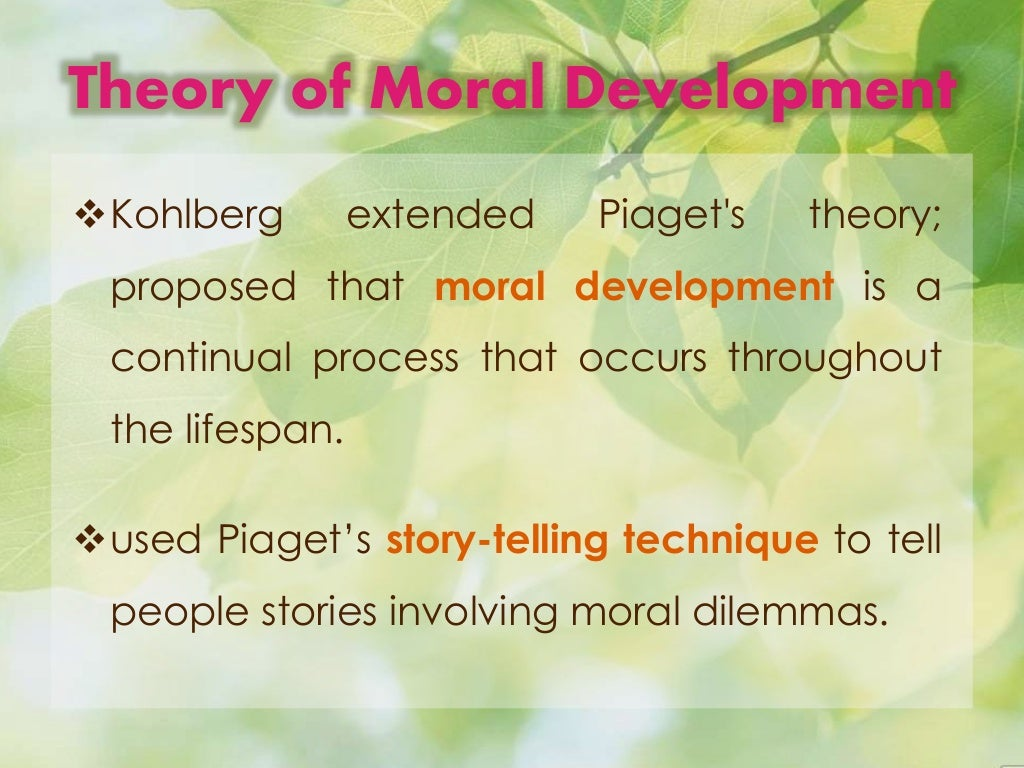 Theory of Moral Development
❖Kohlberg extended Piaget's theory;
proposed that moral development is a
continual process that occurs throughout
the lifespan.
❖used Piaget’s story-telling technique to tell
people stories involving moral dilemmas.